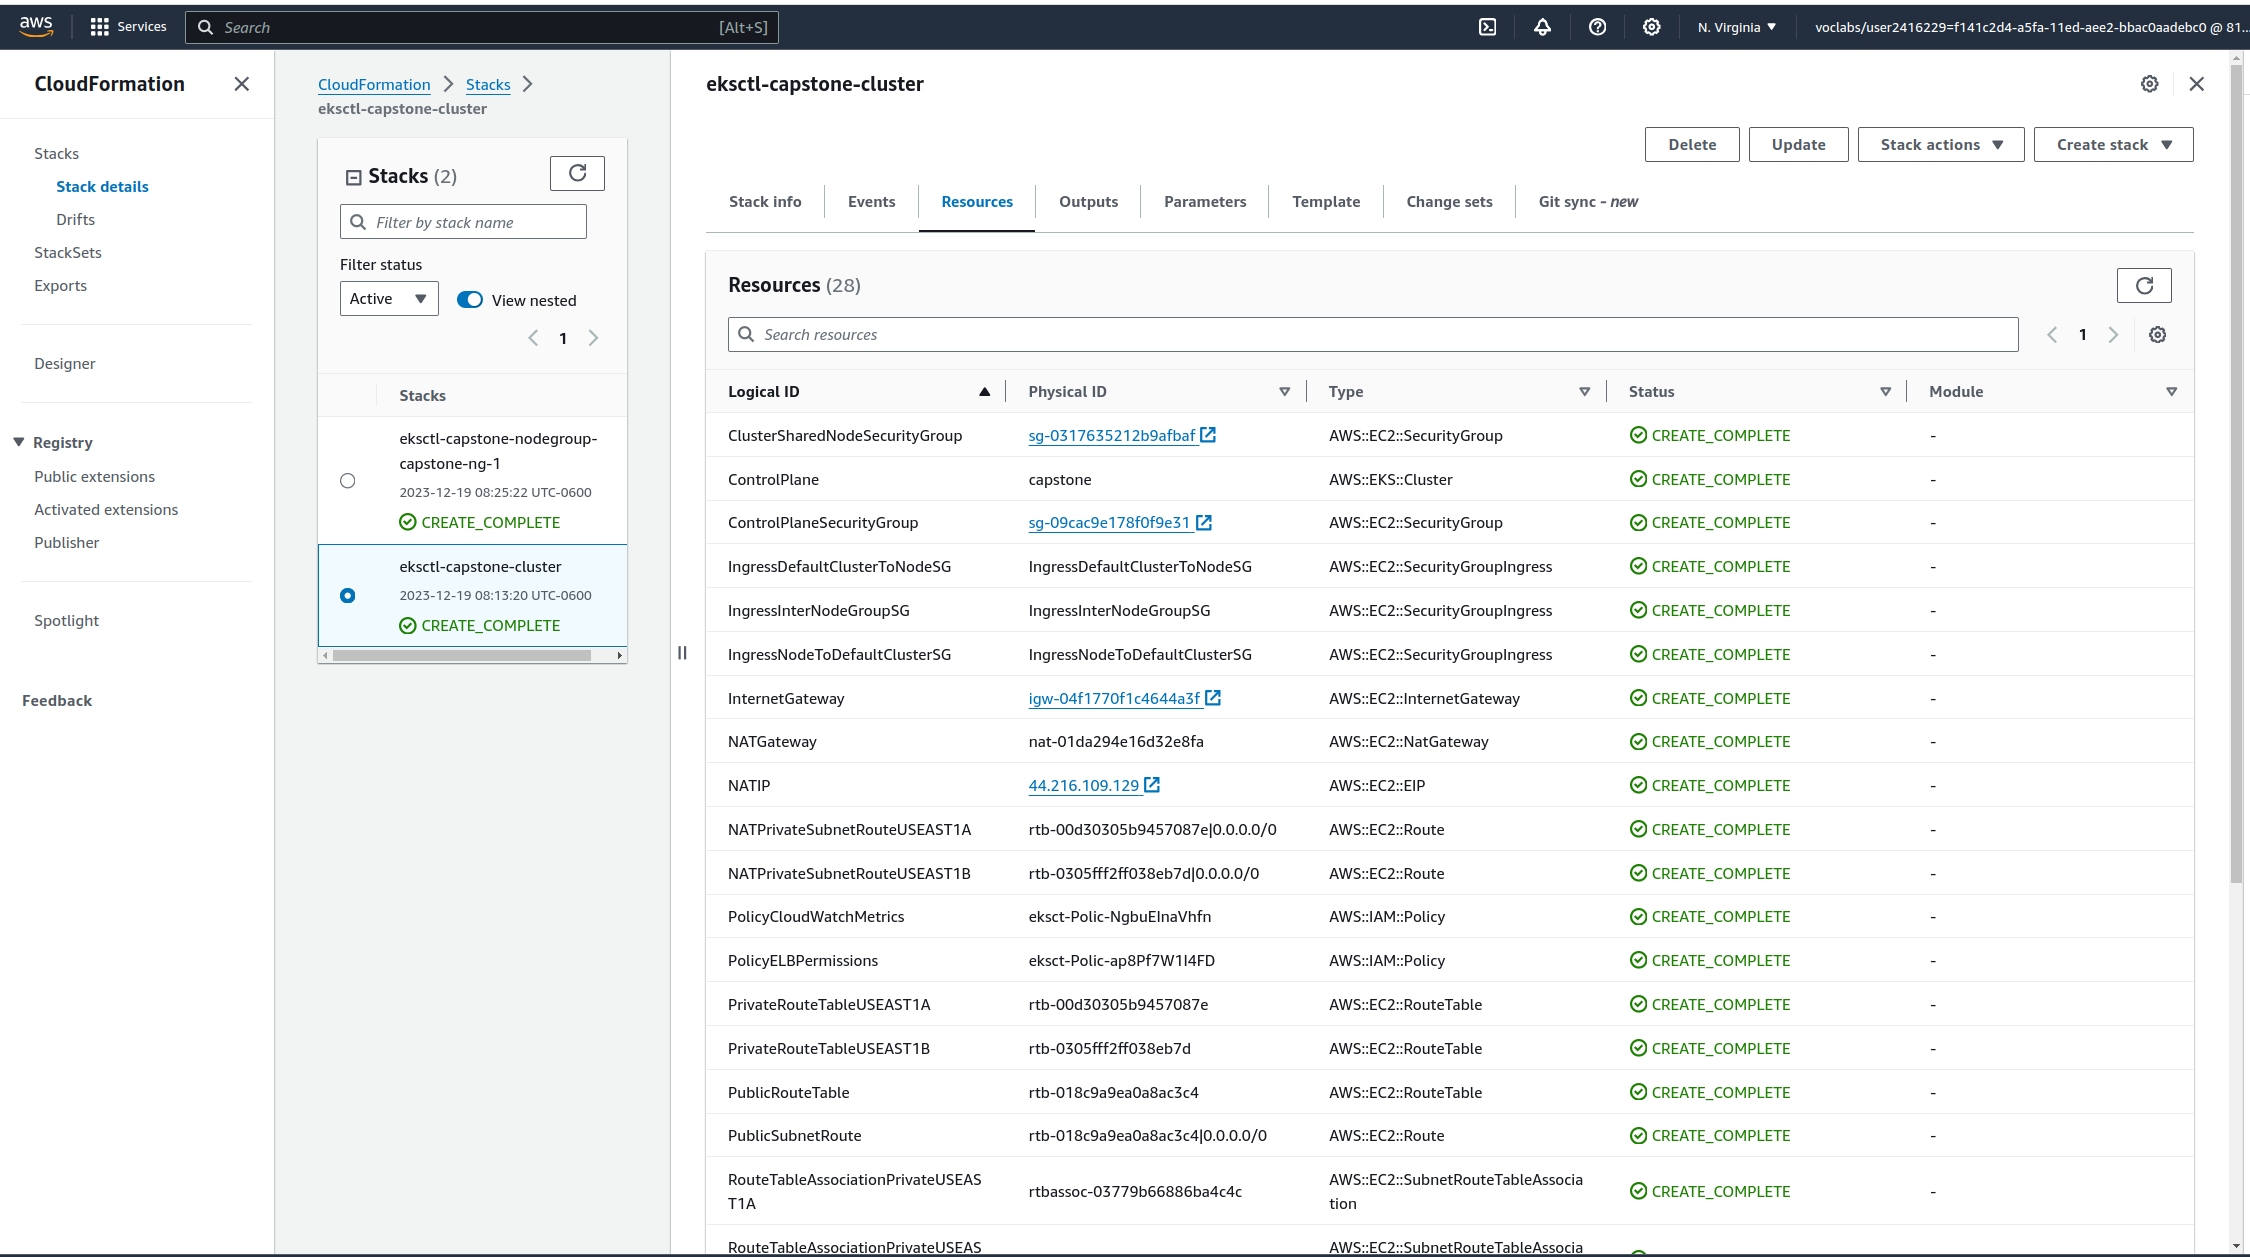 aws
Services
Search
[Alt+S]
N. Virginia
voclabs/user2416229=f141c2d4-a5fa-11ed-aee2-bbac0aadebc0 @ 81...
CloudFormation
Stacks
Stack details
Drifts
StackSets
Exports
Designer
Registry
Public extensions
Activated extensions
Publisher
Spotlight
Feedback
CloudFormation
Stacks
eksctl-capstone-cluster
Stacks (2)
Filter by stack name
Filter status
Active
View nested
1
Stacks
eksctl-capstone-nodegroup-
capstone-ng-1
2023-12-19 08:25:22 UTC-0600
CREATE_COMPLETE
eksctl-capstone-cluster
2023-12-19 08:13:20 UTC-0600
CREATE_COMPLETE
eksctl-capstone-cluster
Delete
Update
Stack actions
Create stack
Stack info
Events
Resources
Outputs
Parameters
Template
Change sets
Git sync - new
Resources (28)
Search resources
1
Logical ID Physical ID Type Status Module
ClusterSharedNodeSecurityGroup sg-0317635212b9afbaf AWS::EC2::SecurityGroup CREATE_COMPLETE -
ControlPlane capstone AWS::EKS::Cluster CREATE_COMPLETE -
ControlPlaneSecurityGroup sg-09cac9e178f0f9e31 AWS::EC2::SecurityGroup CREATE_COMPLETE -
IngressDefaultClusterToNodeSG IngressDefaultClusterToNodeSG AWS::EC2::SecurityGroupIngress CREATE_COMPLETE -
IngressInterNodeGroupSG IngressInterNodeGroupSG AWS::EC2::SecurityGroupIngress CREATE_COMPLETE -
IngressNodeToDefaultClusterSG IngressNodeToDefaultClusterSG AWS::EC2::SecurityGroupIngress CREATE_COMPLETE -
InternetGateway igw-04f1770f1c4644a3f AWS::EC2::InternetGateway CREATE_COMPLETE -
NATGateway nat-01da294e16d32e8fa AWS::EC2::NatGateway CREATE_COMPLETE -
NATIP 44.216.109.129 AWS::EC2::EIP CREATE_COMPLETE -
NATPrivateSubnetRouteUSEAST1A rtb-00d30305b9457087e|0.0.0.0/0 AWS::EC2::Route CREATE_COMPLETE -
NATPrivateSubnetRouteUSEAST1B rtb-0305fff2ff038eb7d|0.0.0.0/0 AWS::EC2::Route CREATE_COMPLETE -
PolicyCloudWatchMetrics eksct-Polic-NgbuEInaVhfn AWS::IAM::Policy CREATE_COMPLETE -
PolicyELBPermissions eksct-Polic-ap8Pf7W1I4FD AWS::IAM::Policy CREATE_COMPLETE -
PrivateRouteTableUSEAST1A rtb-00d30305b9457087e AWS::EC2::RouteTable CREATE_COMPLETE -
PrivateRouteTableUSEAST1B rtb-0305fff2ff038eb7d AWS::EC2::RouteTable CREATE_COMPLETE -
PublicRouteTable rtb-018c9a9ea0a8ac3c4 AWS::EC2::RouteTable CREATE_COMPLETE -
PublicSubnetRoute rtb-018c9a9ea0a8ac3c4|0.0.0.0/0 AWS::EC2::Route CREATE_COMPLETE -
RouteTableAssociationPrivateUSEAS
T1A
rtbassoc-03779b66886ba4c4c
AWS::EC2::SubnetRouteTableAssocia
tion
CREATE_COMPLETE -
RouteTableAssociationPrivateUSEAS AWS::EC2::SubnetRouteTableAssocia